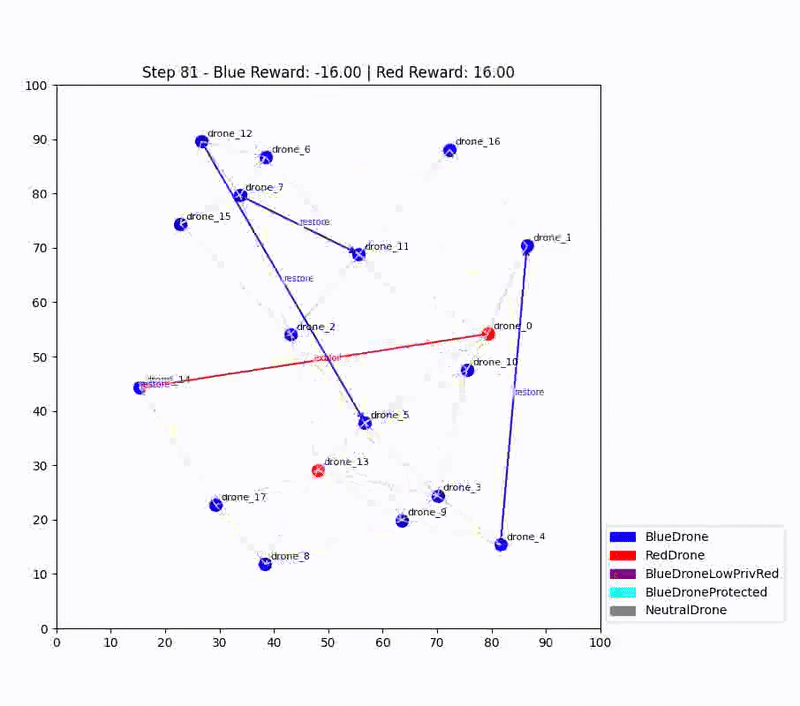 Step 81 - Blue Reward: -16.00 | Red Reward: 16.00
100
90
80
70
60
50
40
30
20
10
0
0 10 20 30 40 50 60 70 80 90 100
drone_12
drone_6
drone_16
drone_7
drone_15
restore
drone_11
drone_1
restore
drone_2
drone_0
drone_10
restore
restore
drone_5
drone_13
drone_3
drone_17
drone_9
drone_4
drone_8
BlueDrone
RedDrone
BlueDroneLowPrivRed
BlueDroneProtected
NeutralDrone